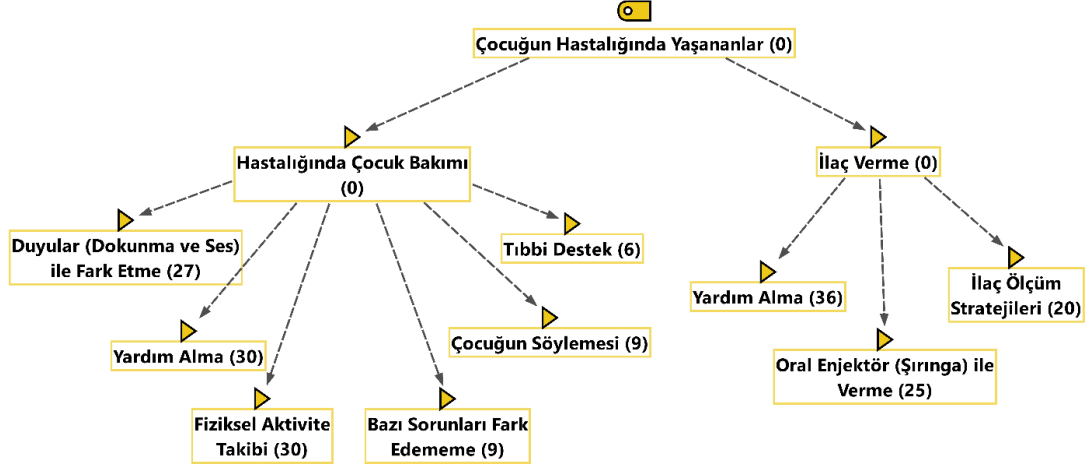 Çocuğun Hastalığında Yaşananlar (0)
Hastalığında Çocuk Bakımı
(0)
İlaç Verme (0)
Duyular (Dokunma ve Ses)
ile Fark Etme (27)
Tıbbi Destek (6)
Yardım Alma (36)
İlaç Ölçüm
Stratejileri (20)
Yardım Alma (30)
Çocuğun Söylemesi (9)
Oral Enjektör (Şırınga) ile
Verme (25)
Fiziksel Aktivite
Takibi (30)
Bazı Sorunları Fark
Edememe (9)